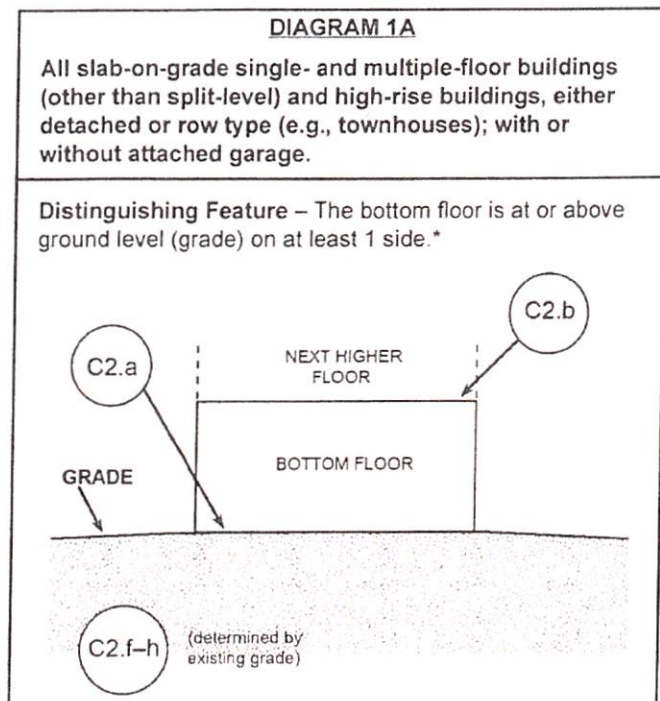 DIAGRAM 1A
All slab-on-grade single- and multiple-floor buildings
(other than split-level) and high-rise buildings, either
detached or row type (e.g., townhouses); with or
without attached garage.
Distinguishing Feature – The bottom floor is at or above
ground level (grade) on at least 1 side.*
C2.b
C2.a
NEXT HIGHER
FLOOR
BOTTOM FLOOR
GRADE
C2.f–h
(determined by
existing grade)